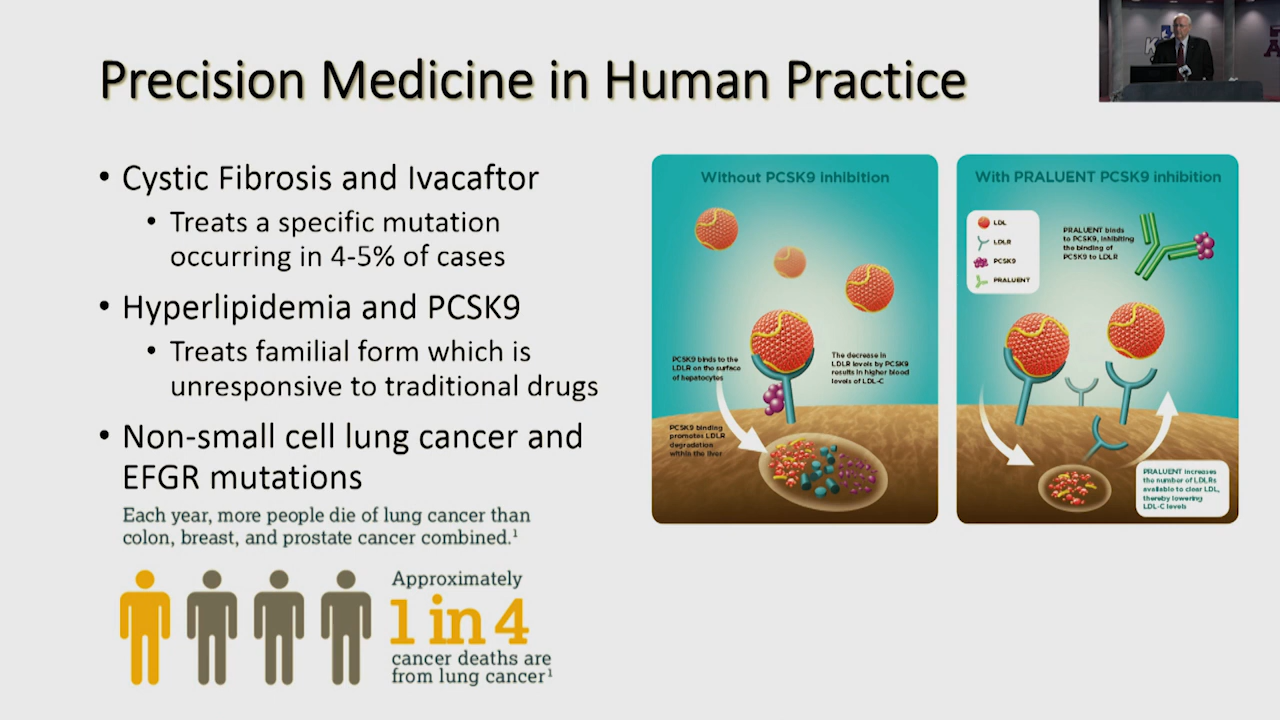 Precision Medicine in Human Practice
• Cystic Fibrosis and Ivacaftor
• Treats a specific mutation
occurring in 4-5% of cases
• Hyperlipidemia and PCSK9
• Treats familial form which is
unresponsive to traditional drugs
• Non-small cell lung cancer and
EFGR mutations
Each year, more people die of lung cancer than
colon, breast, and prostate cancer combined.¹
Approximately
1 in 4
cancer deaths are
from lung cancer¹
Without PCSK9 inhibition
PCSK9 binds to the
LDLR on the surface
of hepatocytes
The decrease in
LDLR levels by PCSK9
results in higher blood
levels of LDL-C
PCSK9 binding
promotes LDLR
degradation
within the liver
With PRALUENT PCSK9 inhibition
LDL
LDLR
PCSK9
PRALUENT
PRALUENT binds
to PCSK9, inhibiting
the binding of
PCSK9 to LDLR
PRALUENT increases
the number of LDLRs
available to clear LDL,
thereby lowering
LDL-C levels